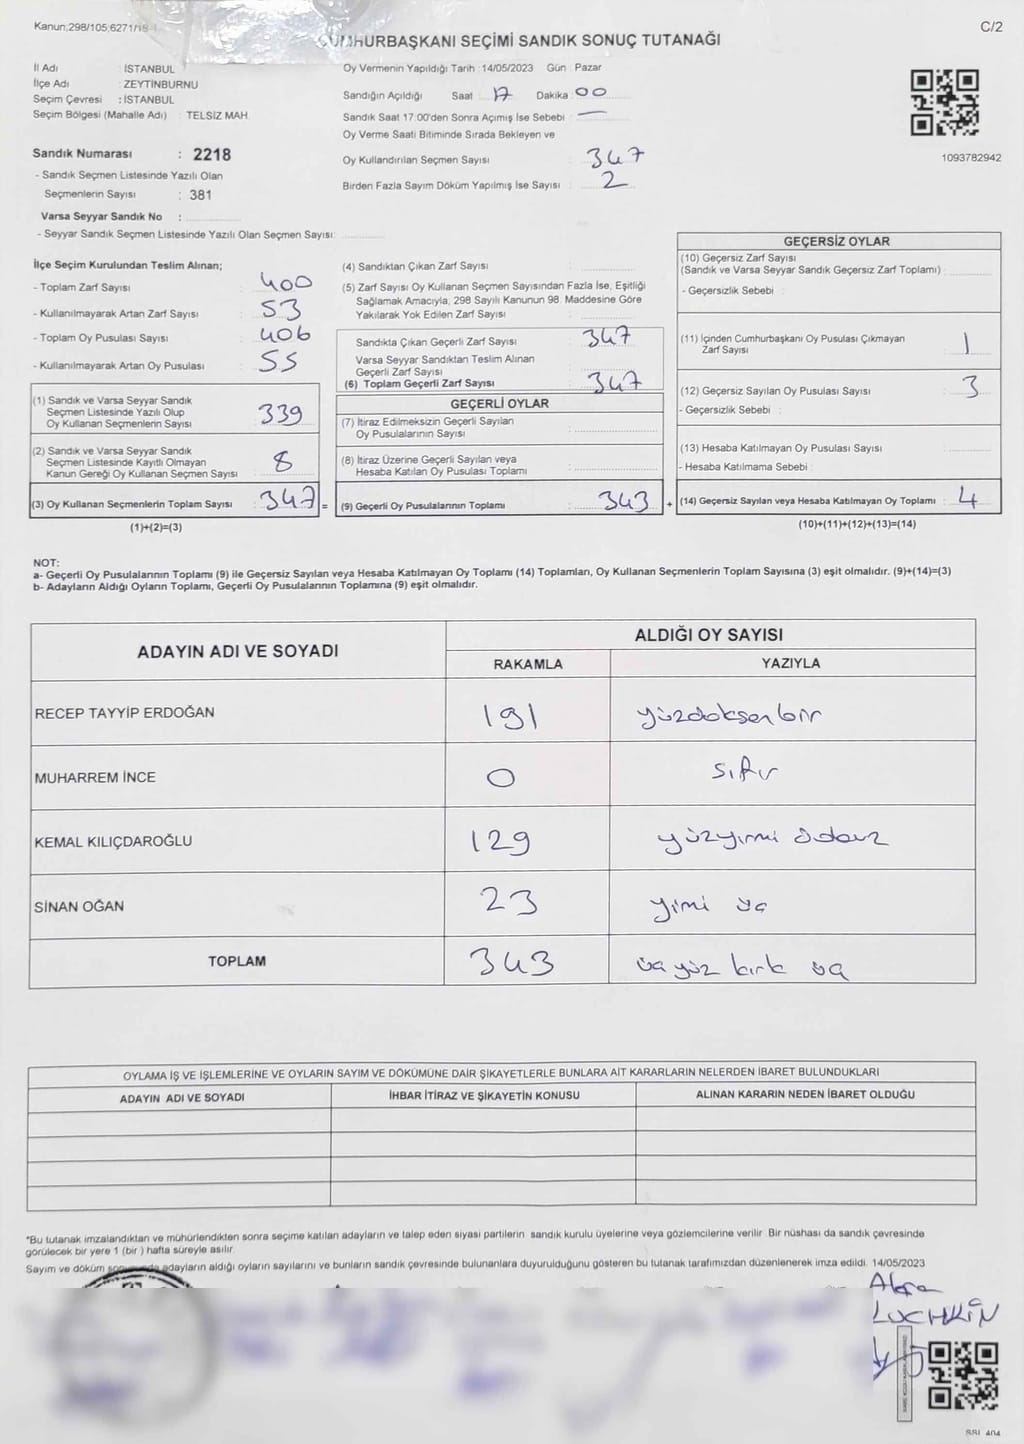 Kanun;298/105;6271/18-1
C/2
CUMHURBAŞKANI SEÇİMİ SANDIK SONUÇ TUTANAĞI
İl Adı : İSTANBUL
İlçe Adı : ZEYTİNBURNU
Seçim Çevresi : İSTANBUL
Seçim Bölgesi (Mahalle Adı) : TELSİZ MAH.
Sandık Numarası : 2218
- Sandık Seçmen Listesinde Yazılı Olan
Seçmenlerin Sayısı : 381
Varsa Seyyar Sandık No :
- Seyyar Sandık Seçmen Listesinde Yazılı Olan Seçmen Sayısı:
Oy Vermenin Yapıldığı Tarih :14/05/2023 Gün : Pazar
Sandığın Açıldığı Saat : 17 Dakika : 00
Sandık Saat 17:00'den Sonra Açımış İse Sebebi : —
Oy Verme Saati Bitiminde Sırada Bekleyen ve
Oy Kullandırılan Seçmen Sayısı : 347
Birden Fazla Sayım Döküm Yapılmış İse Sayısı : 2
1093782942
İlçe Seçim Kurulundan Teslim Alınan;
- Toplam Zarf Sayısı : 400
- Kullanılmayarak Artan Zarf Sayısı : 53
- Toplam Oy Pusulası Sayısı : 406
- Kullanılmayarak Artan Oy Pusulası : 55
(1) Sandık ve Varsa Seyyar Sandık
Seçmen Listesinde Yazılı Olup
Oy Kullanan Seçmenlerin Sayısı : 339
(2) Sandık ve Varsa Seyyar Sandık
Seçmen Listesinde Kayıtlı Olmayan
Kanun Gereği Oy Kullanan Seçmen Sayısı : 8
(3) Oy Kullanan Seçmenlerin Toplam Sayısı : 347 =
(1)+(2)=(3)
(4) Sandıktan Çıkan Zarf Sayısı :
(5) Zarf Sayısı Oy Kullanan Seçmen Sayısından Fazla İse, Eşitliği
Sağlamak Amacıyla, 298 Sayılı Kanunun 98. Maddesine Göre
Yakılarak Yok Edilen Zarf Sayısı :
Sandıkta Çıkan Geçerli Zarf Sayısı : 347
Varsa Seyyar Sandıktan Teslim Alınan
Geçerli Zarf Sayısı :
(6) Toplam Geçerli Zarf Sayısı : 347
GEÇERLİ OYLAR
(7) İtiraz Edilmeksizin Geçerli Sayılan
Oy Pusulalarının Sayısı :
(8) İtiraz Üzerine Geçerli Sayılan veya
Hesaba Katılan Oy Pusulası Toplamı :
(9) Geçerli Oy Pusulalarının Toplamı : 343 +
GEÇERSİZ OYLAR
(10) Geçersiz Zarf Sayısı
(Sandık ve Varsa Seyyar Sandık Geçersiz Zarf Toplamı) :
- Geçersizlik Sebebi :
(11) İçinden Cumhurbaşkanı Oy Pusulası Çıkmayan
Zarf Sayısı : 1
(12) Geçersiz Sayılan Oy Pusulası Sayısı : 3
- Geçersizlik Sebebi :
(13) Hesaba Katılmayan Oy Pusulası Sayısı :
- Hesaba Katılmama Sebebi :
(14) Geçersiz Sayılan veya Hesaba Katılmayan Oy Toplamı : 4
(10)+(11)+(12)+(13)=(14)
NOT:
a- Geçerli Oy Pusulalarının Toplamı (9) ile Geçersiz Sayılan veya Hesaba Katılmayan Oy Toplamı (14) Toplamları, Oy Kullanan Seçmenlerin Toplam Sayısına (3) eşit olmalıdır. (9)+(14)=(3)
b- Adayların Aldığı Oyların Toplamı, Geçerli Oy Pusulalarının Toplamına (9) eşit olmalıdır.
ADAYIN ADI VE SOYADI ALDIĞI OY SAYISI
RAKAMLA YAZIYLA
RECEP TAYYİP ERDOĞAN 191 yüzdoksenbir
MUHARREM İNCE 0 sıfır
KEMAL KILIÇDAROĞLU 129 yüzyirmi
SİNAN OĞAN 23 yimi üç
TOPLAM 343 üç yüz kırk üç
OYLAMA İŞ VE İŞLEMLERİNE VE OYLARIN SAYIM VE DÖKÜMÜNE DAİR ŞİKAYETLERLE BUNLARA AİT KARARLARIN NELERDEN İBARET BULUNDUKLARI
ADAYIN ADI VE SOYADI İHBAR İTİRAZ VE ŞİKAYETİN KONUSU ALINAN KARARIN NEDEN İBARET OLDUĞU
*Bu tutanak imzalandıktan ve mühürlendikten sonra seçime katılan adayların ve talep eden siyasi partilerin sandık kurulu üyelerine veya gözlemcilerine verilir. Bir nüshası da sandık çevresinde
görülecek bir yere 1 (bir ) hafta süreyle asılır.
Sayım ve döküm sonunda adayların aldığı oyların sayılarını ve bunların sandık çevresinde bulunanlara duyurulduğunu gösteren bu tutanak tarafımızdan düzenlenerek imza edildi. 14/05/2023
LUCHKİN